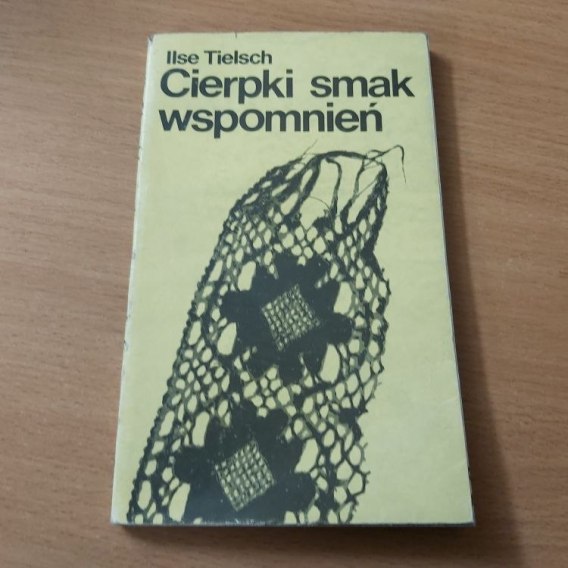 Ilse Tielsch
Cierpki smak
wspomnień